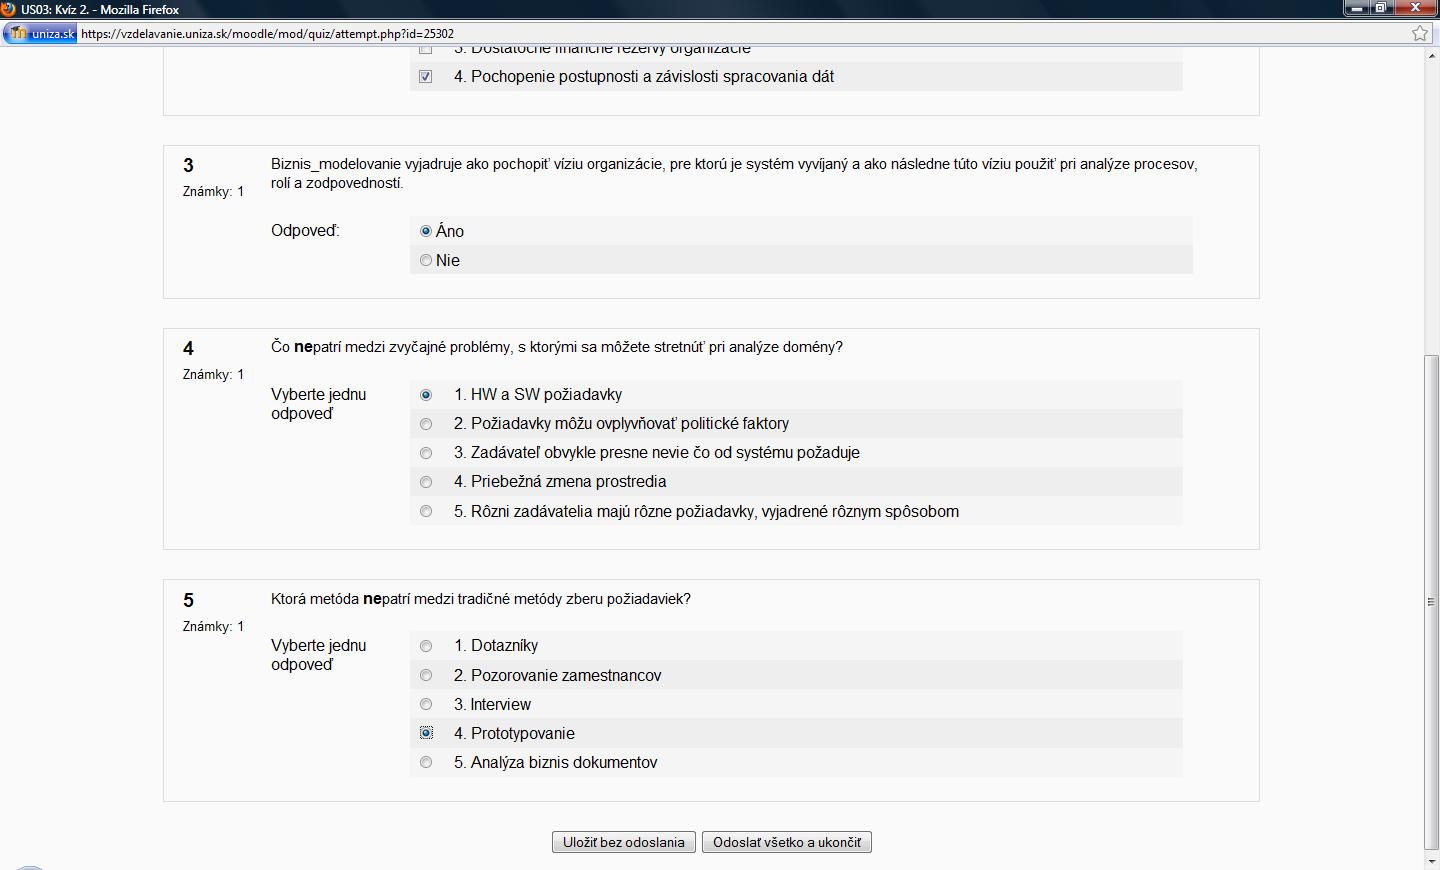 US03: Kvíz 2. - Mozilla Firefox
uniza.sk https://vzdelavanie.uniza.sk/moodle/mod/quiz/attempt.php?id=25302
3. Dostatočné finančné rezervy organizácie
4. Pochopenie postupnosti a závislosti spracovania dát
3
Známky: 1
Biznis_modelovanie vyjadruje ako pochopiť víziu organizácie, pre ktorú je systém vyvíjaný a ako následne túto víziu použiť pri analýze procesov,
rolí a zodpovedností.
Odpoveď:
Áno
Nie
4
Známky: 1
Čo nepatrí medzi zvyčajné problémy, s ktorými sa môžete stretnúť pri analýze domény?
Vyberte jednu
odpoveď
1. HW a SW požiadavky
2. Požiadavky môžu ovplyvňovať politické faktory
3. Zadávateľ obvykle presne nevie čo od systému požaduje
4. Priebežná zmena prostredia
5. Rôzni zadávatelia majú rôzne požiadavky, vyjadrené rôznym spôsobom
5
Známky: 1
Ktorá metóda nepatrí medzi tradičné metódy zberu požiadaviek?
Vyberte jednu
odpoveď
1. Dotazníky
2. Pozorovanie zamestnancov
3. Interview
4. Prototypovanie
5. Analýza biznis dokumentov
Uložiť bez odoslania
Odoslať všetko a ukončiť